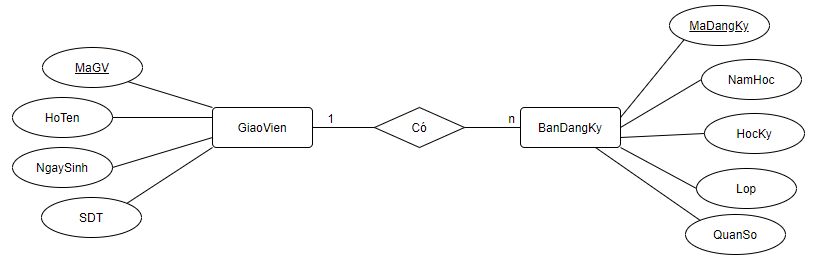 MaDangKy
MaGV
NamHoc
HoTen
GiaoVien
1
Có
n
BanDangKy
HocKy
NgaySinh
Lop
SDT
QuanSo